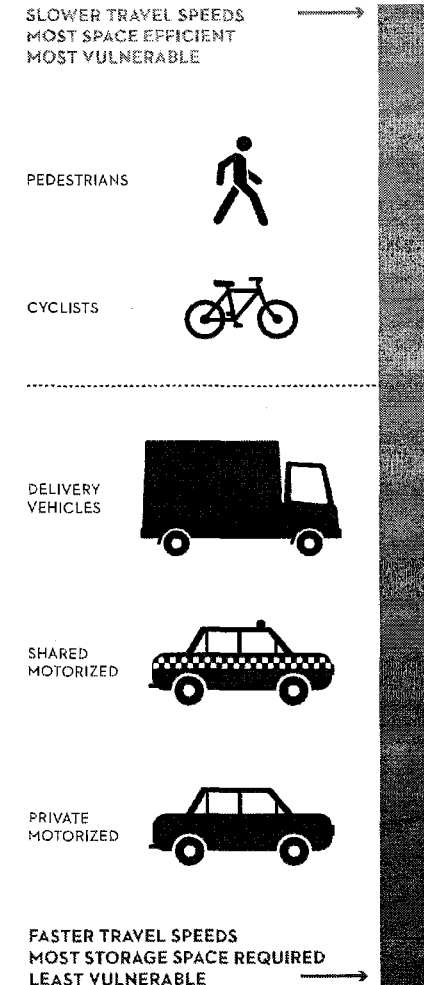 SLOWER TRAVEL SPEEDS
MOST SPACE EFFICIENT
MOST VULNERABLE
PEDESTRIANS
CYCLISTS
DELIVERY
VEHICLES
SHARED
MOTORIZED
PRIVATE
MOTORIZED
FASTER TRAVEL SPEEDS
MOST STORAGE SPACE REQUIRED
LEAST VULNERABLE